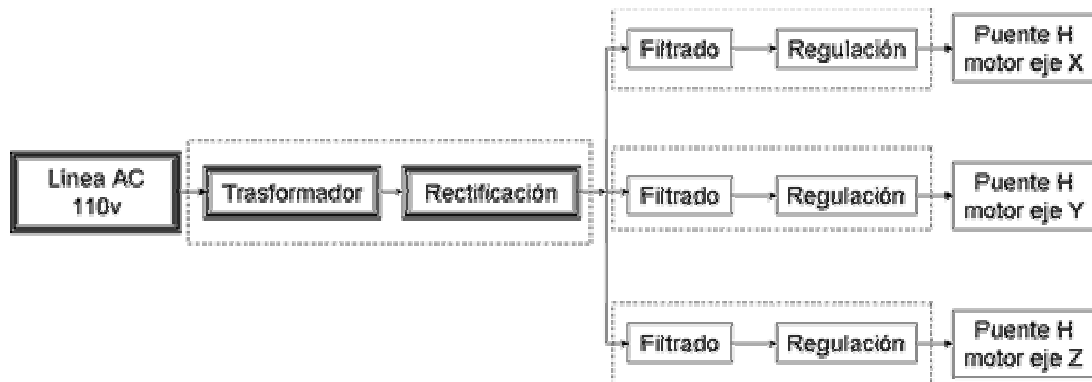 Filtrado
Regulación
Puente H
motor eje X
Linea AC
110v
Trasformador
Rectificación
Filtrado
Regulación
Puente H
motor eje Y
Filtrado
Regulación
Puente H
motor eje Z